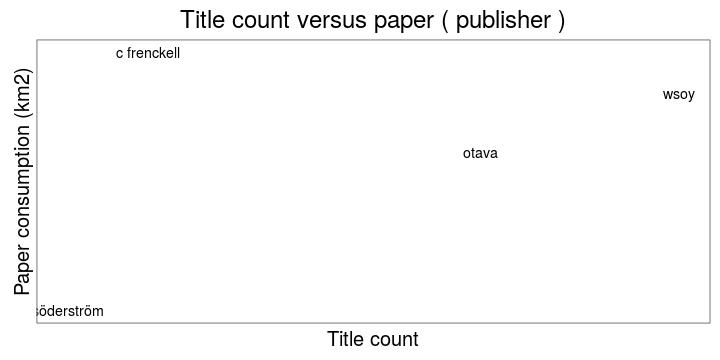 Title count versus paper ( publisher )
c frenckell
wsoy
otava
söderström
Paper consumption (km2)
Title count